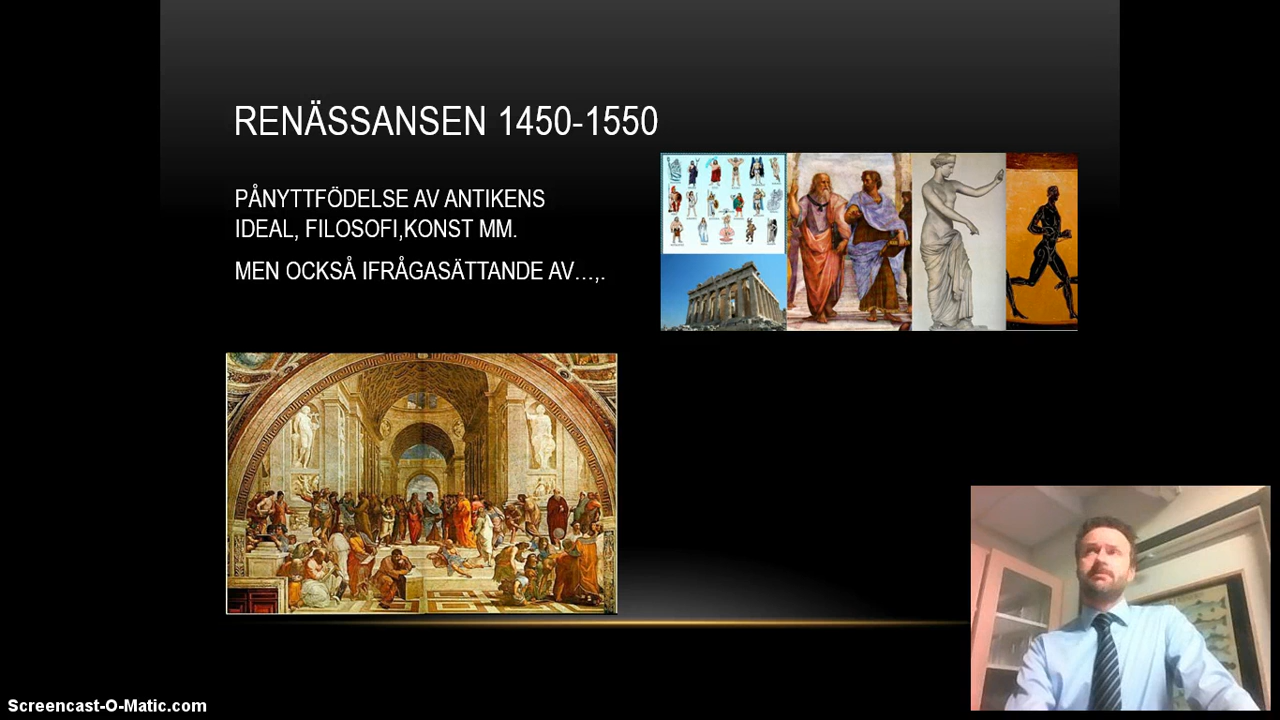 RENÄSSANSEN 1450-1550
PÅNYTTFÖDELSE AV ANTIKENS
IDEAL, FILOSOFI,KONST MM.
MEN OCKSÅ IFRÅGASÄTTANDE AV...,.
Screencast-O-Matic.com